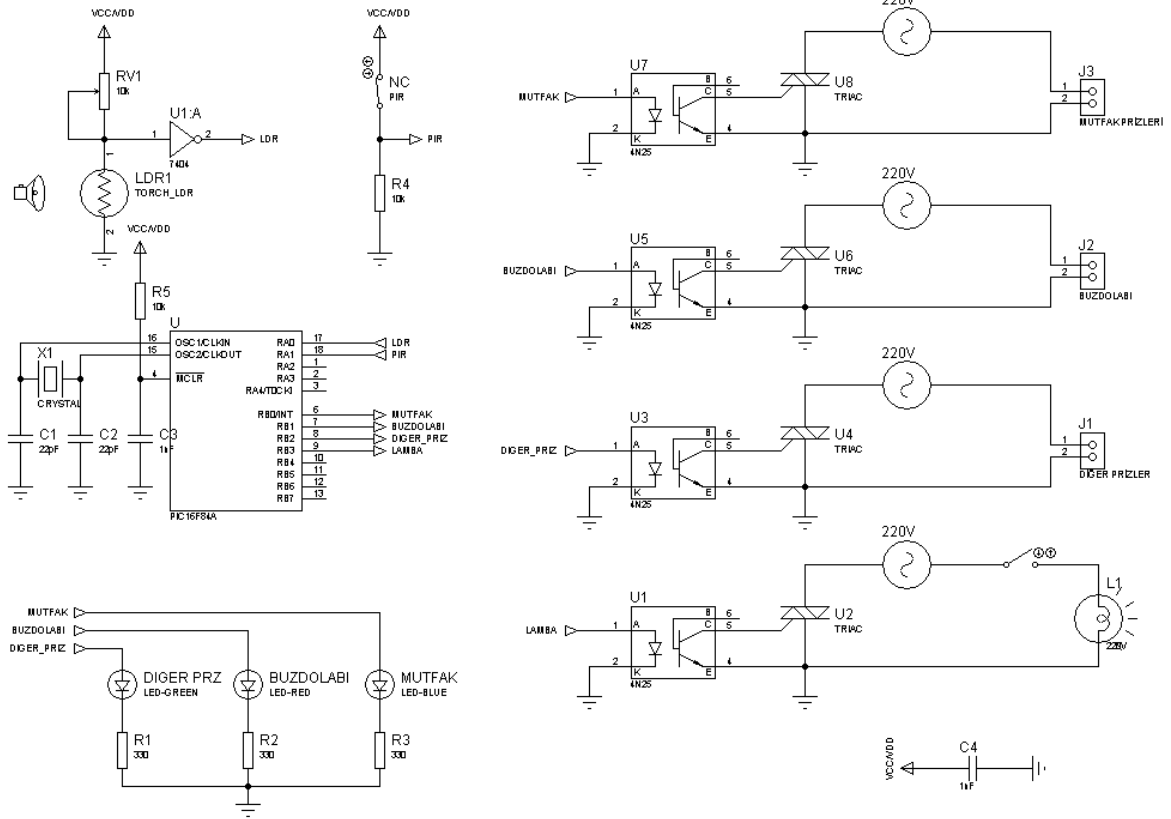 VCC/VDD
RV1
10k
U1:A
1
2
7404
LDR
1
LDR1
TORCH_LDR
2
VCC/VDD
NC
PIR
PIR
R4
10k
VCC/VDD
R5
10k
U
16
OSC1/CLKIN
15
OSC2/CLKOUT
4
MCLR
RA0
17
LDR
RA1
18
PIR
RA2
1
RA3
2
RA4/T0CKI
3
RB0/INT
6
MUTFAK
RB1
7
BUZDOLABI
RB2
8
DIGER_PRIZ
RB3
9
LAMBA
RB4
10
RB5
11
RB6
12
RB7
13
PIC16F84A
X1
CRYSTAL
C1
22pF
C2
22pF
C3
1nF
MUTFAK
BUZDOLABI
DIGER_PRIZ
DIGER PRZ
LED-GREEN
BUZDOLABI
LED-RED
MUTFAK
LED-BLUE
R1
330
R2
330
R3
330
220V
U7
MUTFAK
1
A
B
6
C
5
2
K
E
4
4N25
U8
TRIAC
J3
1
2
MUTFAK PRİZLERİ
220V
U5
BUZDOLABI
1
A
B
6
C
5
2
K
E
4
4N25
U6
TRIAC
J2
1
2
BUZDOLABI
220V
U3
DIGER_PRIZ
1
A
B
6
C
5
2
K
E
4
4N25
U4
TRIAC
J1
1
2
DİĞER PRİZLER
220V
U1
LAMBA
1
A
B
6
C
5
2
K
E
4
4N25
U2
TRIAC
L1
220V
VCC/VDD
C4
1nF